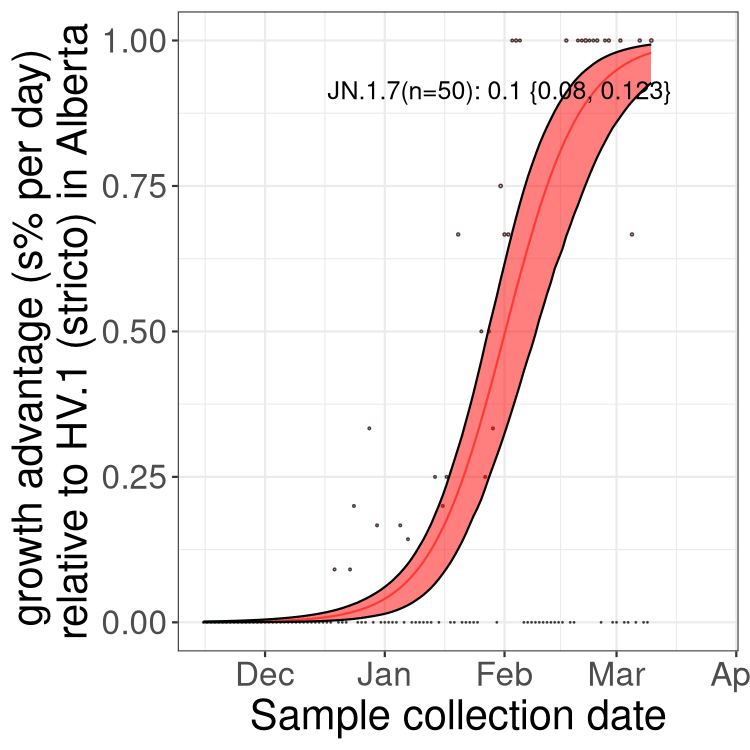 growth advantage (s% per day)
relative to HV.1 (stricto) in Alberta
1.00
0.75
0.50
0.25
0.00
JN.1.7(n=50): 0.1 {0.08, 0.123}
Dec Jan Feb Mar Ap
Sample collection date